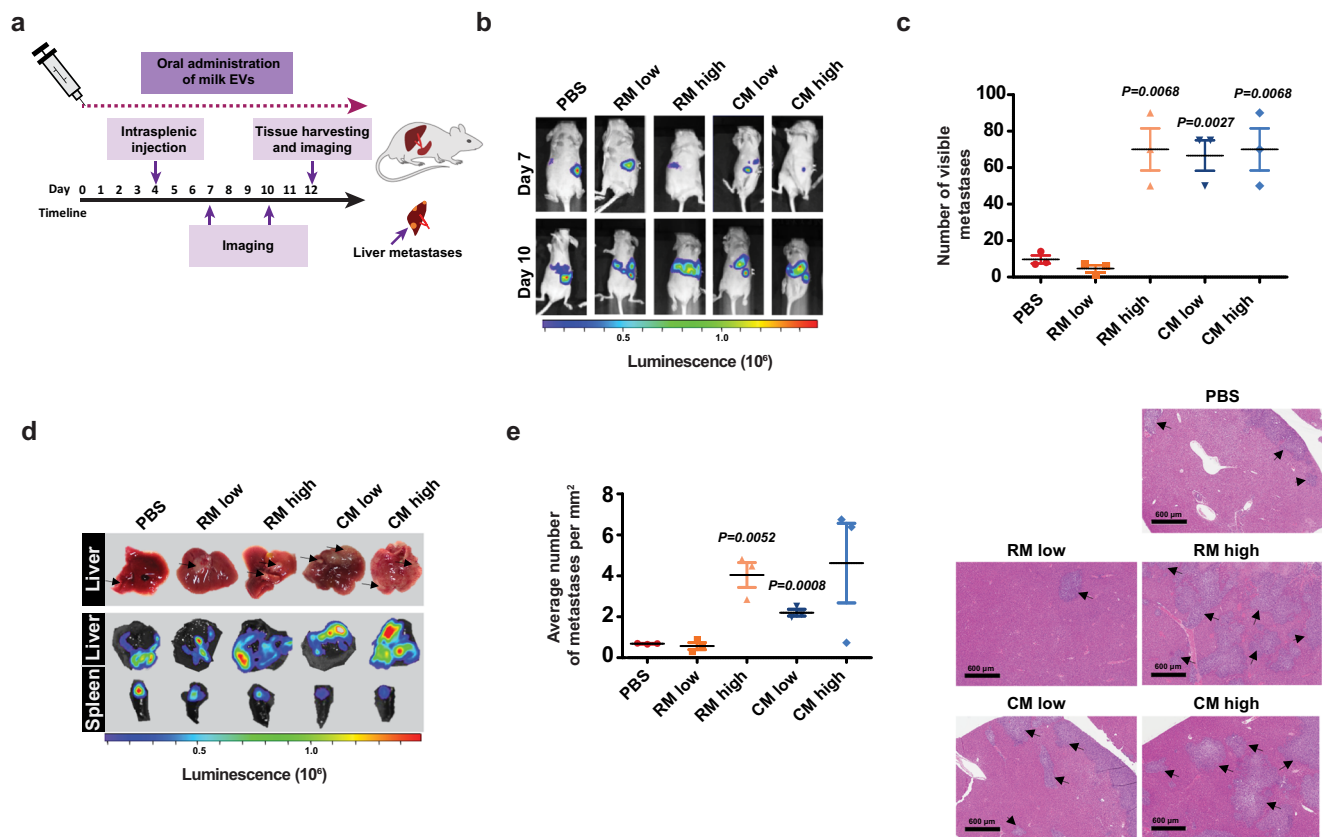 a
Oral administration
of milk EVs
Intrasplenic
injection
Tissue harvesting
and imaging
Day 0 1 2 3 4 5 6 7 8 9 10 11 12
Timeline
Imaging
Liver metastases
b
PBS
RM low
RM high
CM low
CM high
Day 7
Day 10
0.5
1.0
Luminescence (10⁶)
c
Number of visible
metastases
100
80
60
40
20
0
P=0.0068
P=0.0027
P=0.0068
PBS
RM low
RM high
CM low
CM high
d
PBS
RM low
RM high
CM low
CM high
Liver
Liver
Spleen
0.5
1.0
Luminescence (10⁶)
e
Average number
of metastases per mm²
8
6
4
2
0
P=0.0052
P=0.0008
PBS
RM low
RM high
CM low
CM high
PBS
600 µm
RM low
RM high
600 µm
600 µm
CM low
CM high
600 µm
600 µm